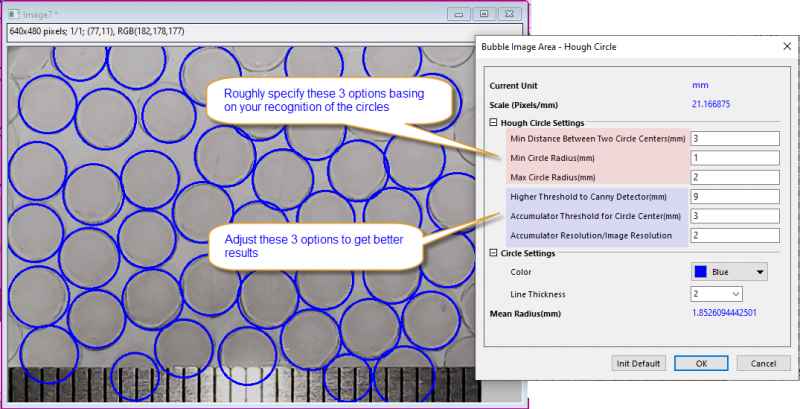 Image7 *
640x480 pixels; 1/1; (77,11), RGB(182,178,177)
Bubble Image Area - Hough Circle
Roughly specify these 3 options basing
on your recognition of the circles
Adjust these 3 options to get better
results
Current Unit mm
Scale (Pixels/mm) 21.166875
Hough Circle Settings
Min Distance Between Two Circle Centers(mm) 3
Min Circle Radius(mm) 1
Max Circle Radius(mm) 2
Higher Threshold to Canny Detector(mm) 9
Accumulator Threshold for Circle Center(mm) 3
Accumulator Resolution/Image Resolution 2
Circle Settings
Color Blue
Line Thickness 2
Mean Radius(mm) 1.8526094442501
Init Default OK Cancel